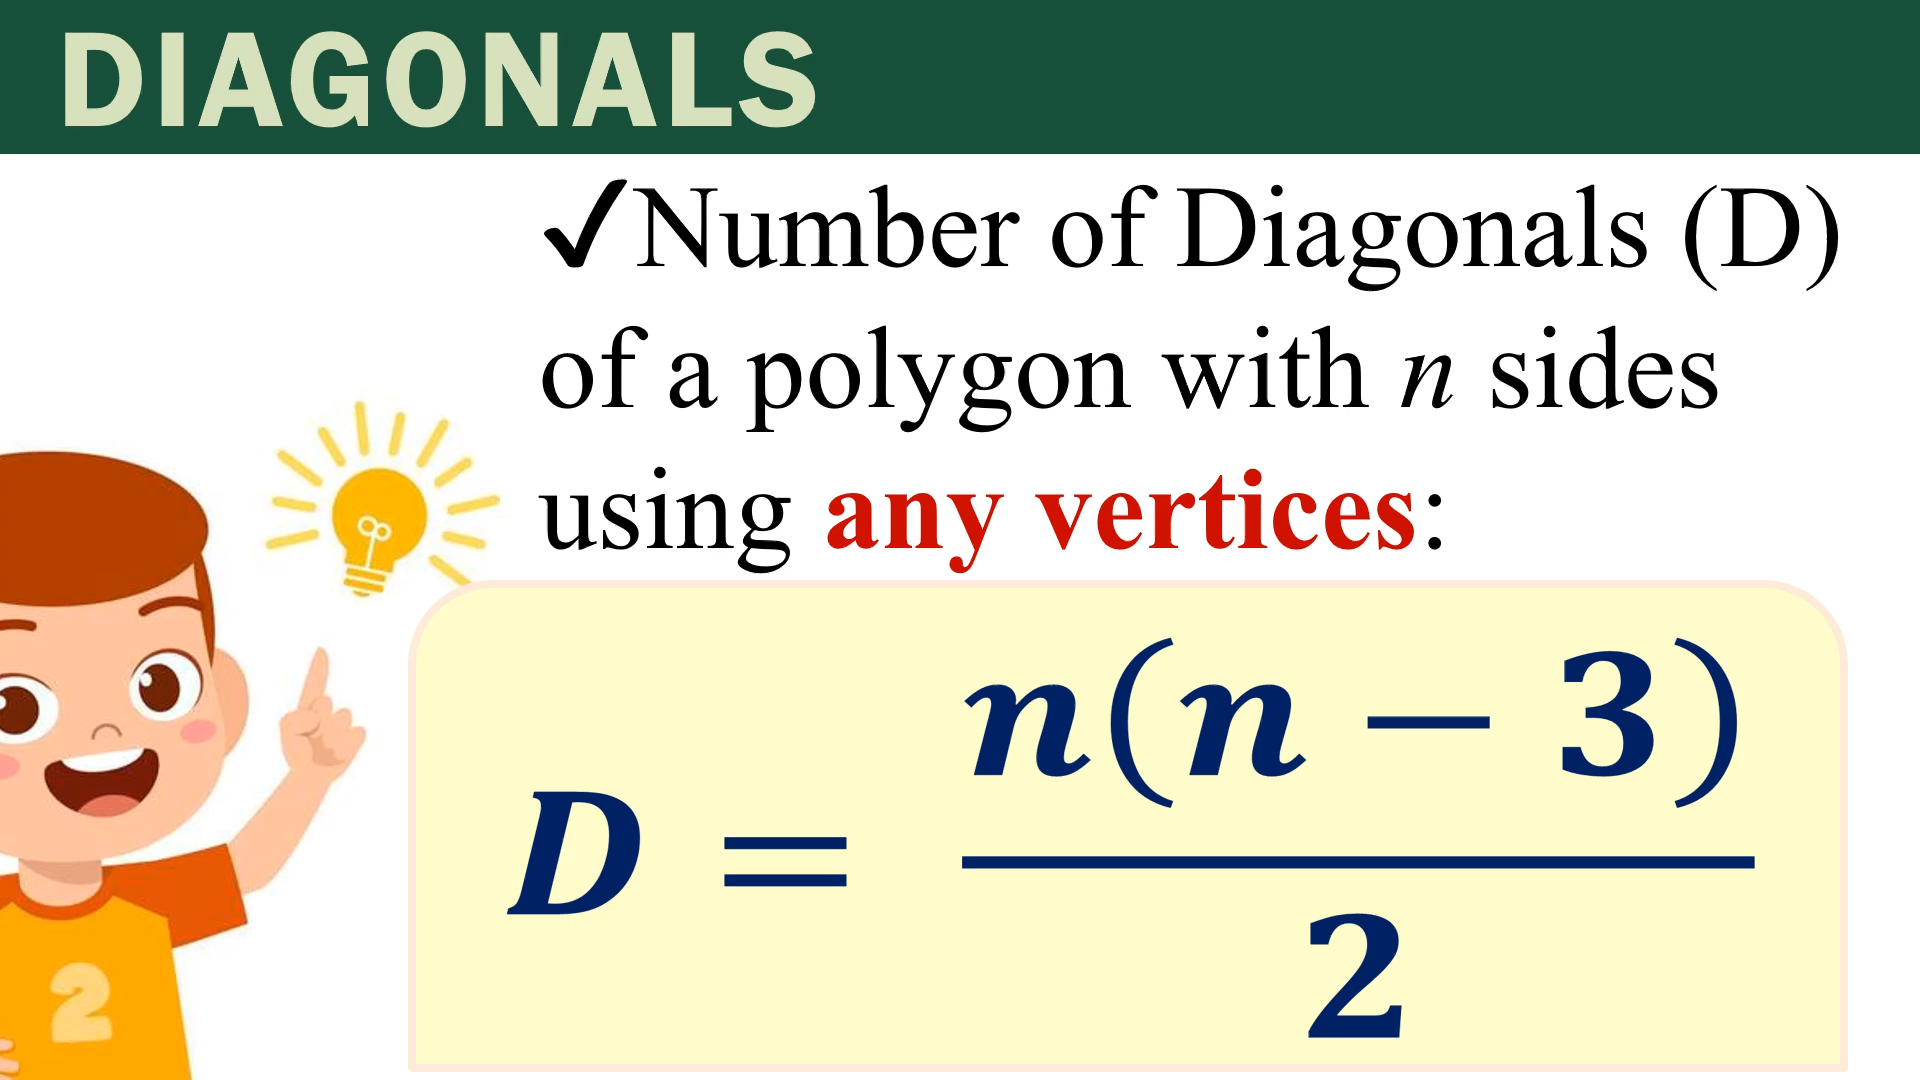 DIAGONALS
✓Number of Diagonals (D)
of a polygon with n sides
using any vertices:
D = n(n − 3)/2
2